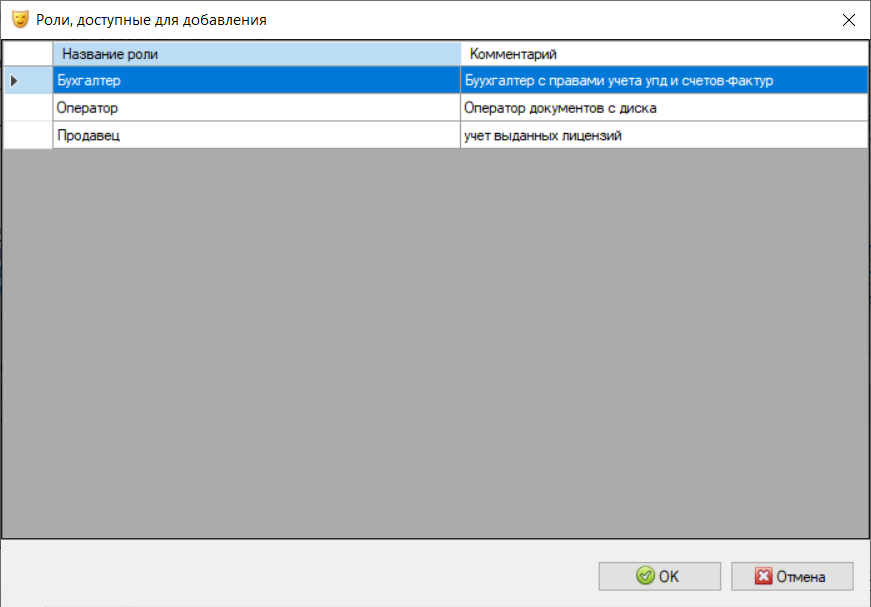 Роли, доступные для добавления
Название роли Комментарий
Бухгалтер Буухгалтер с правами учета упд и счетов-фактур
Оператор Оператор документов с диска
Продавец учет выданных лицензий
OK Отмена